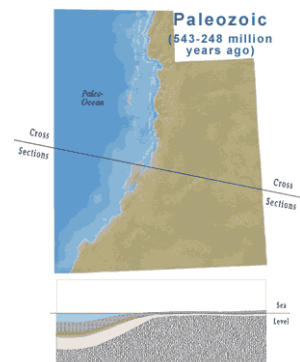 Paleozoic
(543-248 million
years ago)
Paleo-
Ocean
Cross
Sections
Cross
Sections
Sea
Level